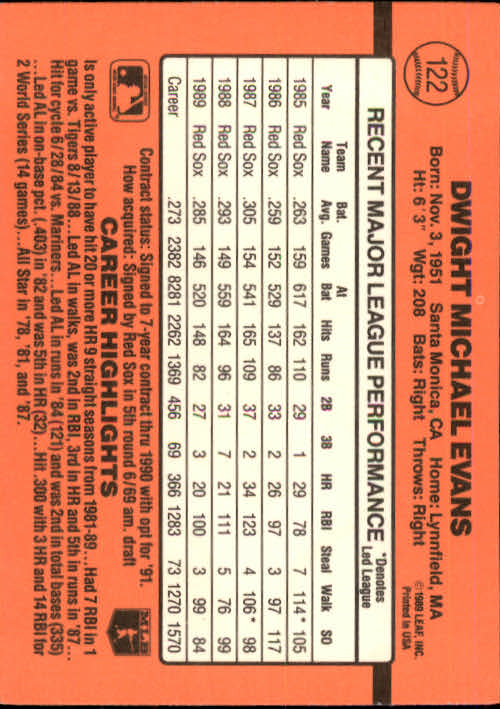 122
DWIGHT MICHAEL EVANS
Born: Nov. 3, 1951 Santa Monica, CA Home: Lynnfield, MA
Ht: 6'3" Wgt: 208 Bats: Right Throws: Right
©1989 LEAF, INC.
Printed in USA
RECENT MAJOR LEAGUE PERFORMANCE
*Denotes
Led League
Year Team Name Bat. Avg. Games At Bat Hits Runs 2B 3B HR RBI Steal Walk SO
1985 Red Sox .263 159 617 162 110 29 1 29 78 7 114* 105
1986 Red Sox .259 152 529 137 86 33 2 26 97 3 97 117
1987 Red Sox .305 154 541 165 109 37 2 34 123 4 106* 98
1988 Red Sox .293 149 559 164 96 31 7 21 111 5 76 99
1989 Red Sox .285 146 520 148 82 27 3 20 100 3 99 84
Career .273 2382 8281 2262 1369 456 69 366 1283 73 1270 1570
Contract status: Signed to 7-year contract thru 1990 with opt for '91.
How acquired: Signed by Red Sox in 5th round 6/69 am. draft
CAREER HIGHLIGHTS
MLB
Is only active player to have hit 20 or more HR 9 straight seasons from 1981-89...Had 7 RBI in 1
game vs. Tigers 8/13/88...Led AL in walks, was 2nd in RBI, 3rd in HR and 5th in runs in '87...
Hit for cycle 6/28/84 vs. Mariners...Led AL in runs in '84 (121) and was 2nd in total bases (335)
...Led AL in on-base pct. (.403) in '82 and was 5th in HR (32)...Hit .300 with 3 HR and 14 RBI for
2 World Series (14 games)...All Star in '78, '81, and '87.